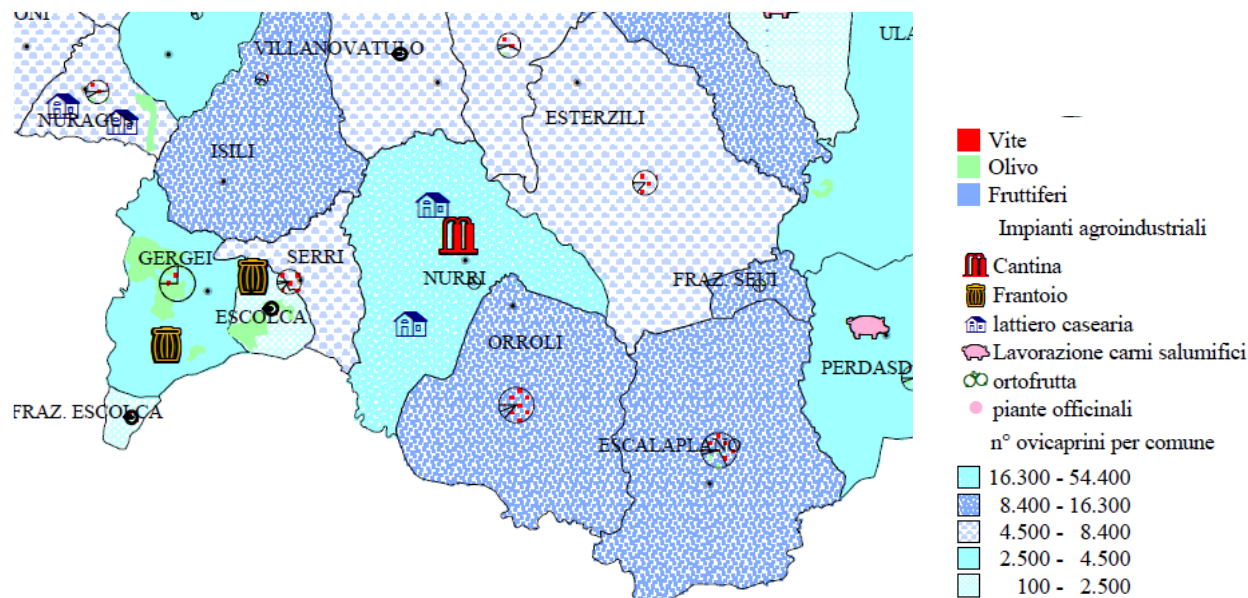 ONI
ULA
VILLANOVATULO
ESTERZILI
NURAGUS
ISILI
GERGEI
SERRI
NURRI
FRAZ. SEUI
ESCOLCA
ORROLI
PERDASD
FRAZ. ESCOLCA
ESCALAPLANO
Vite
Olivo
Fruttiferi
Impianti agroindustriali
Cantina
Frantoio
lattiero casearia
Lavorazione carni salumifici
ortofrutta
piante officinali
n° ovicaprini per comune
16.300 - 54.400
8.400 - 16.300
4.500 - 8.400
2.500 - 4.500
100 - 2.500